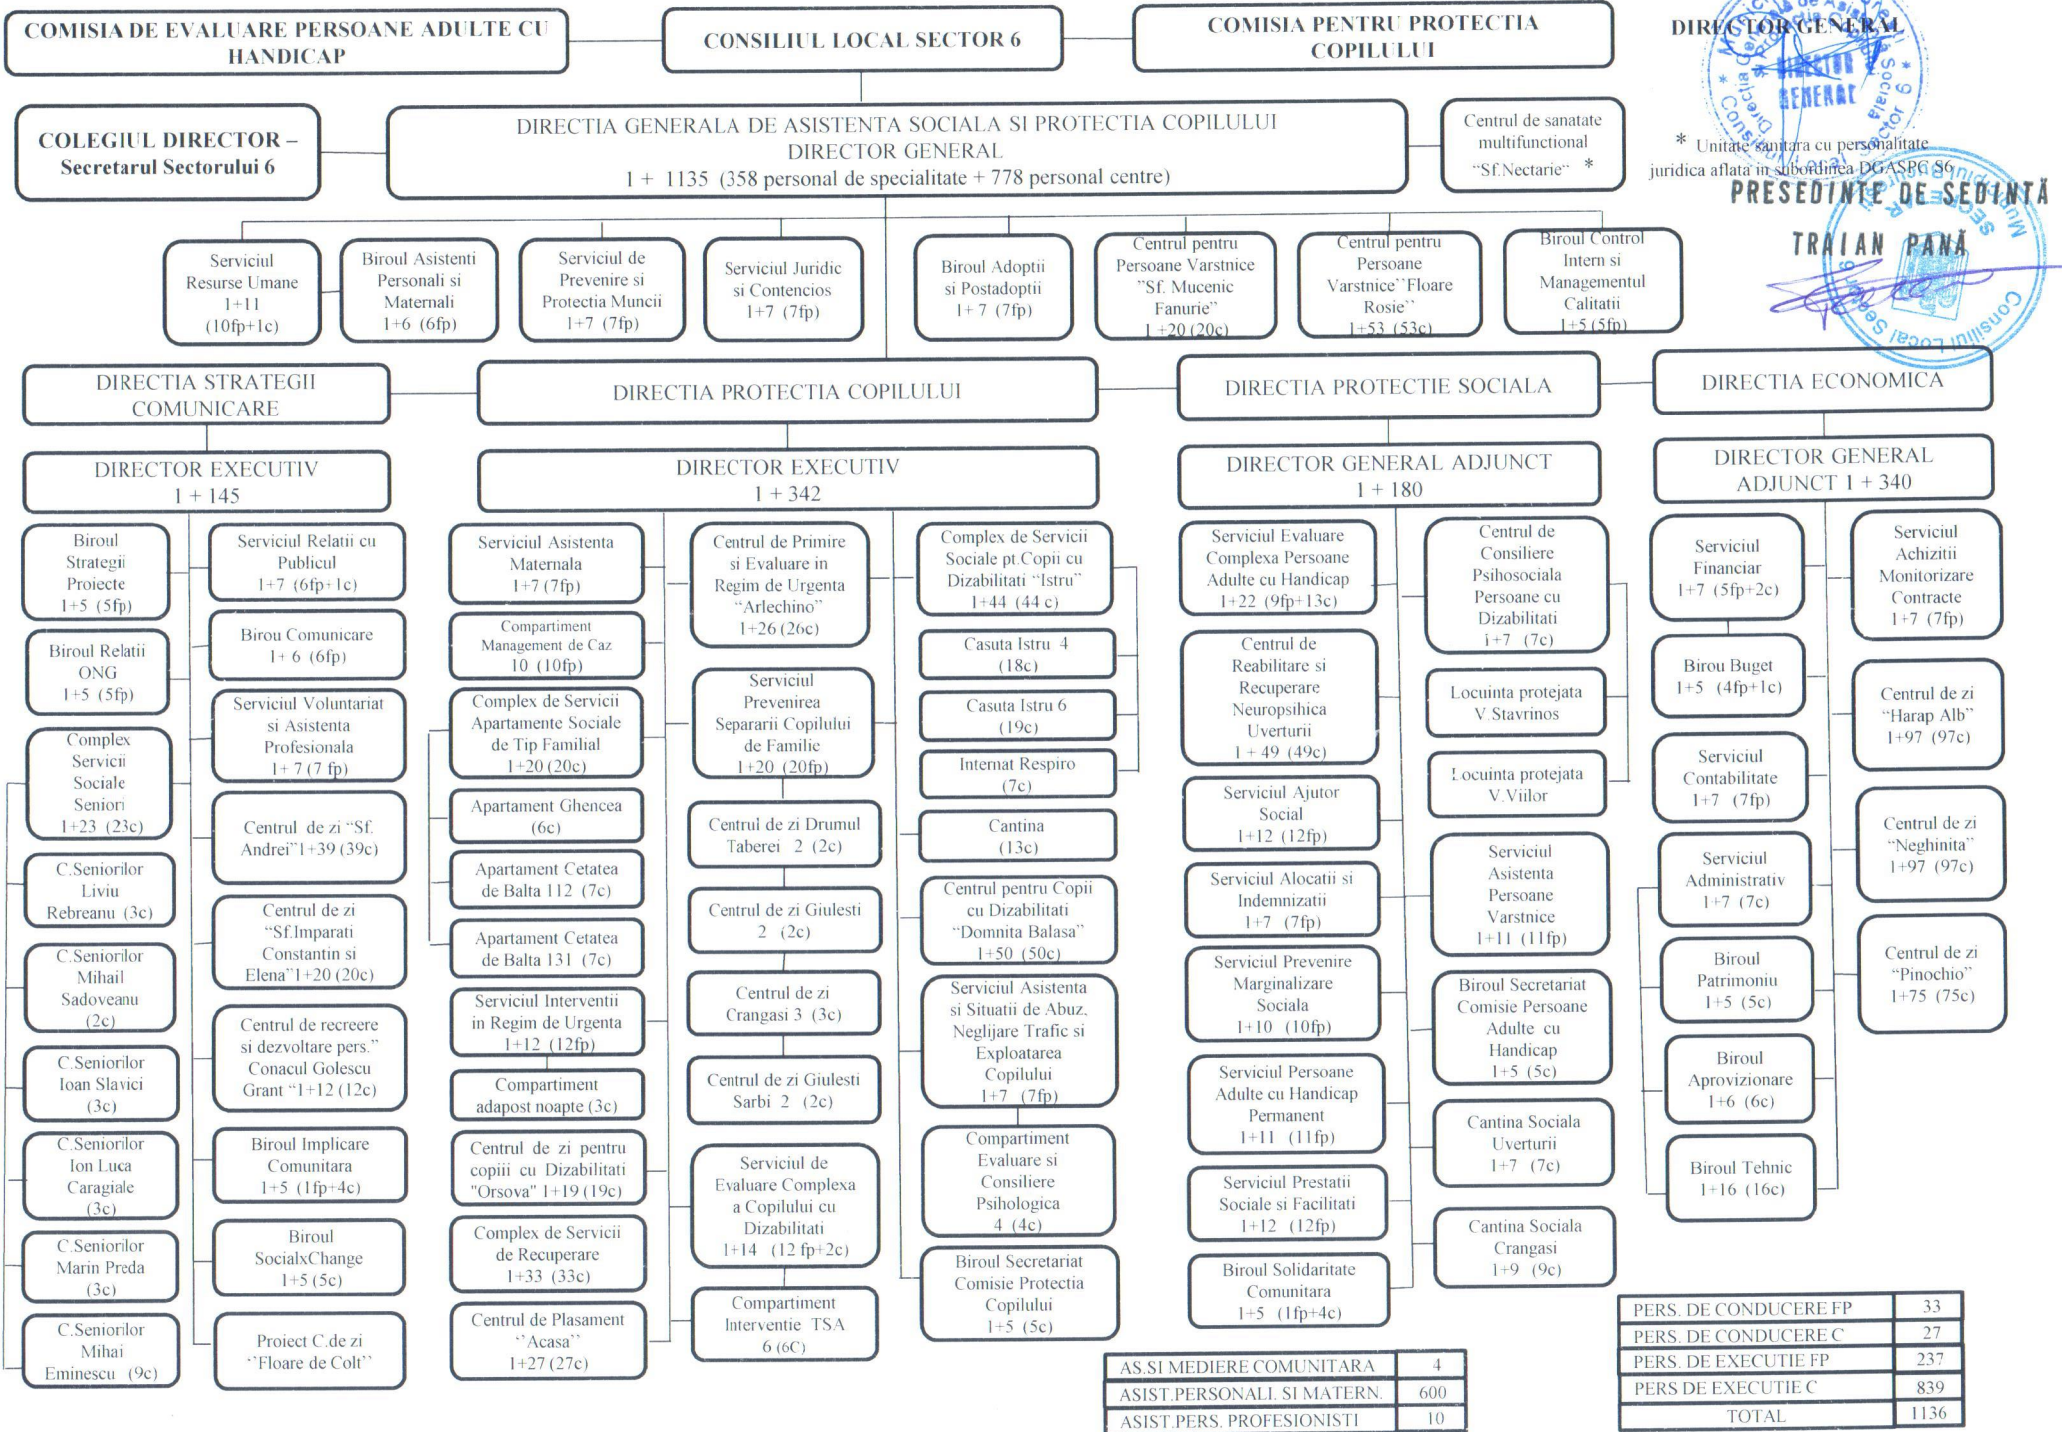 COMISIA DE EVALUARE PERSOANE ADULTE CU
HANDICAP
CONSILIUL LOCAL SECTOR 6
COMISIA PENTRU PROTECTIA
COPILULUI
DIRECTOR GENERAL
DIRECTOR
GENERAL
COLEGIUL DIRECTOR –
Secretarul Sectorului 6
DIRECTIA GENERALA DE ASISTENTA SOCIALA SI PROTECTIA COPILULUI
DIRECTOR GENERAL
1 + 1135 (358 personal de specialitate + 778 personal centre)
Centrul de sanatate
multifunctional
"Sf.Nectarie" *
* Unitate sanitara cu personalitate
juridica aflata in subordinea DGASPC S6
PRESEDINTE DE SEDINTĂ
TRAIAN PANĂ
SECRETAR
Consiliul Local
Serviciul
Resurse Umane
1+11
(10fp+1c)
Biroul Asistenti
Personali si
Maternali
1+6 (6fp)
Serviciul de
Prevenire si
Protectia Muncii
1+7 (7fp)
Serviciul Juridic
si Contencios
1+7 (7fp)
Biroul Adoptii
si Postadoptii
1+ 7 (7fp)
Centrul pentru
Persoane Varstnice
"Sf. Mucenic
Fanurie"
1 +20 (20c)
Centrul pentru
Persoane
Varstnice``Floare
Rosie``
1+53 (53c)
Biroul Control
Intern si
Managementul
Calitatii
1+5 (5fp)
DIRECTIA STRATEGII
COMUNICARE
DIRECTIA PROTECTIA COPILULUI
DIRECTIA PROTECTIE SOCIALA
DIRECTIA ECONOMICA
DIRECTOR EXECUTIV
1 + 145
DIRECTOR EXECUTIV
1 + 342
DIRECTOR GENERAL ADJUNCT
1 + 180
DIRECTOR GENERAL
ADJUNCT 1 + 340
Biroul
Strategii
Proiecte
1+5 (5fp)
Biroul Relatii
ONG
1+5 (5fp)
Complex
Servicii
Sociale
Seniori
1+23 (23c)
C.Seniorilor
Liviu
Rebreanu (3c)
C.Seniorilor
Mihail
Sadoveanu
(2c)
C.Seniorilor
Ioan Slavici
(3c)
C.Seniorilor
Ion Luca
Caragiale
(3c)
C.Seniorilor
Marin Preda
(3c)
C.Seniorilor
Mihai
Eminescu (9c)
Serviciul Relatii cu
Publicul
1+7 (6fp+1c)
Birou Comunicare
1+ 6 (6fp)
Serviciul Voluntariat
si Asistenta
Profesionala
1+ 7 (7 fp)
Centrul de zi “Sf.
Andrei”1+39 (39c)
Centrul de zi
“Sf.Imparati
Constantin si
Elena”1+20 (20c)
Centrul de recreere
si dezvoltare pers.”
Conacul Golescu
Grant “1+12 (12c)
Biroul Implicare
Comunitara
1+5 (1fp+4c)
Biroul
SocialxChange
1+5 (5c)
Proiect C.de zi
``Floare de Colt``
Serviciul Asistenta
Maternala
1+7 (7fp)
Compartiment
Management de Caz
10 (10fp)
Complex de Servicii
Apartamente Sociale
de Tip Familial
1+20 (20c)
Apartament Ghencea
(6c)
Apartament Cetatea
de Balta 112 (7c)
Apartament Cetatea
de Balta 131 (7c)
Serviciul Interventii
in Regim de Urgenta
1+12 (12fp)
Compartiment
adapost noapte (3c)
Centrul de zi pentru
copiii cu Dizabilitati
"Orsova" 1+19 (19c)
Complex de Servicii
de Recuperare
1+33 (33c)
Centrul de Plasament
``Acasa``
1+27 (27c)
Centrul de Primire
si Evaluare in
Regim de Urgenta
“Arlechino”
1+26 (26c)
Serviciul
Prevenirea
Separarii Copilului
de Familie
1+20 (20fp)
Centrul de zi Drumul
Taberei 2 (2c)
Centrul de zi Giulesti
2 (2c)
Centrul de zi
Crangasi 3 (3c)
Centrul de zi Giulesti
Sarbi 2 (2c)
Serviciul de
Evaluare Complexa
a Copilului cu
Dizabilitati
1+14 (12 fp+2c)
Compartiment
Interventie TSA
6 (6C)
Complex de Servicii
Sociale pt.Copii cu
Dizabilitati “Istru”
1+44 (44 c)
Casuta Istru 4
(18c)
Casuta Istru 6
(19c)
Internat Respiro
(7c)
Cantina
(13c)
Centrul pentru Copii
cu Dizabilitati
“Domnita Balasa”
1+50 (50c)
Serviciul Asistenta
si Situatii de Abuz,
Neglijare Trafic si
Exploatarea
Copilului
1+7 (7fp)
Compartiment
Evaluare si
Consiliere
Psihologica
4 (4c)
Biroul Secretariat
Comisie Protectia
Copilului
1+5 (5c)
Serviciul Evaluare
Complexa Persoane
Adulte cu Handicap
1+22 (9fp+13c)
Centrul de
Reabilitare si
Recuperare
Neuropsihica
Uverturii
1 + 49 (49c)
Serviciul Ajutor
Social
1+12 (12fp)
Serviciul Alocatii si
Indemnizatii
1+7 (7fp)
Serviciul Prevenire
Marginalizare
Sociala
1+10 (10fp)
Serviciul Persoane
Adulte cu Handicap
Permanent
1+11 (11fp)
Serviciul Prestatii
Sociale si Facilitati
1+12 (12fp)
Biroul Solidaritate
Comunitara
1+5 (1fp+4c)
Centrul de
Consiliere
Psihosociala
Persoane cu
Dizabilitati
1+7 (7c)
Locuinta protejata
V.Stavrinos
Locuinta protejata
V.Viilor
Serviciul
Asistenta
Persoane
Varstnice
1+11 (11fp)
Biroul Secretariat
Comisie Persoane
Adulte cu
Handicap
1+5 (5c)
Cantina Sociala
Uverturii
1+7 (7c)
Cantina Sociala
Crangasi
1+9 (9c)
Serviciul
Financiar
1+7 (5fp+2c)
Birou Buget
1+5 (4fp+1c)
Serviciul
Contabilitate
1+7 (7fp)
Serviciul
Administrativ
1+7 (7c)
Biroul
Patrimoniu
1+5 (5c)
Biroul
Aprovizionare
1+6 (6c)
Biroul Tehnic
1+16 (16c)
Serviciul
Achizitii
Monitorizare
Contracte
1+7 (7fp)
Centrul de zi
“Harap Alb”
1+97 (97c)
Centrul de zi
“Neghinita”
1+97 (97c)
Centrul de zi
“Pinochio”
1+75 (75c)
AS.SI MEDIERE COMUNITARA 4
ASIST.PERSONALI. SI MATERN. 600
ASIST.PERS. PROFESIONISTI 10
PERS. DE CONDUCERE FP 33
PERS. DE CONDUCERE C 27
PERS. DE EXECUTIE FP 237
PERS DE EXECUTIE C 839
TOTAL 1136